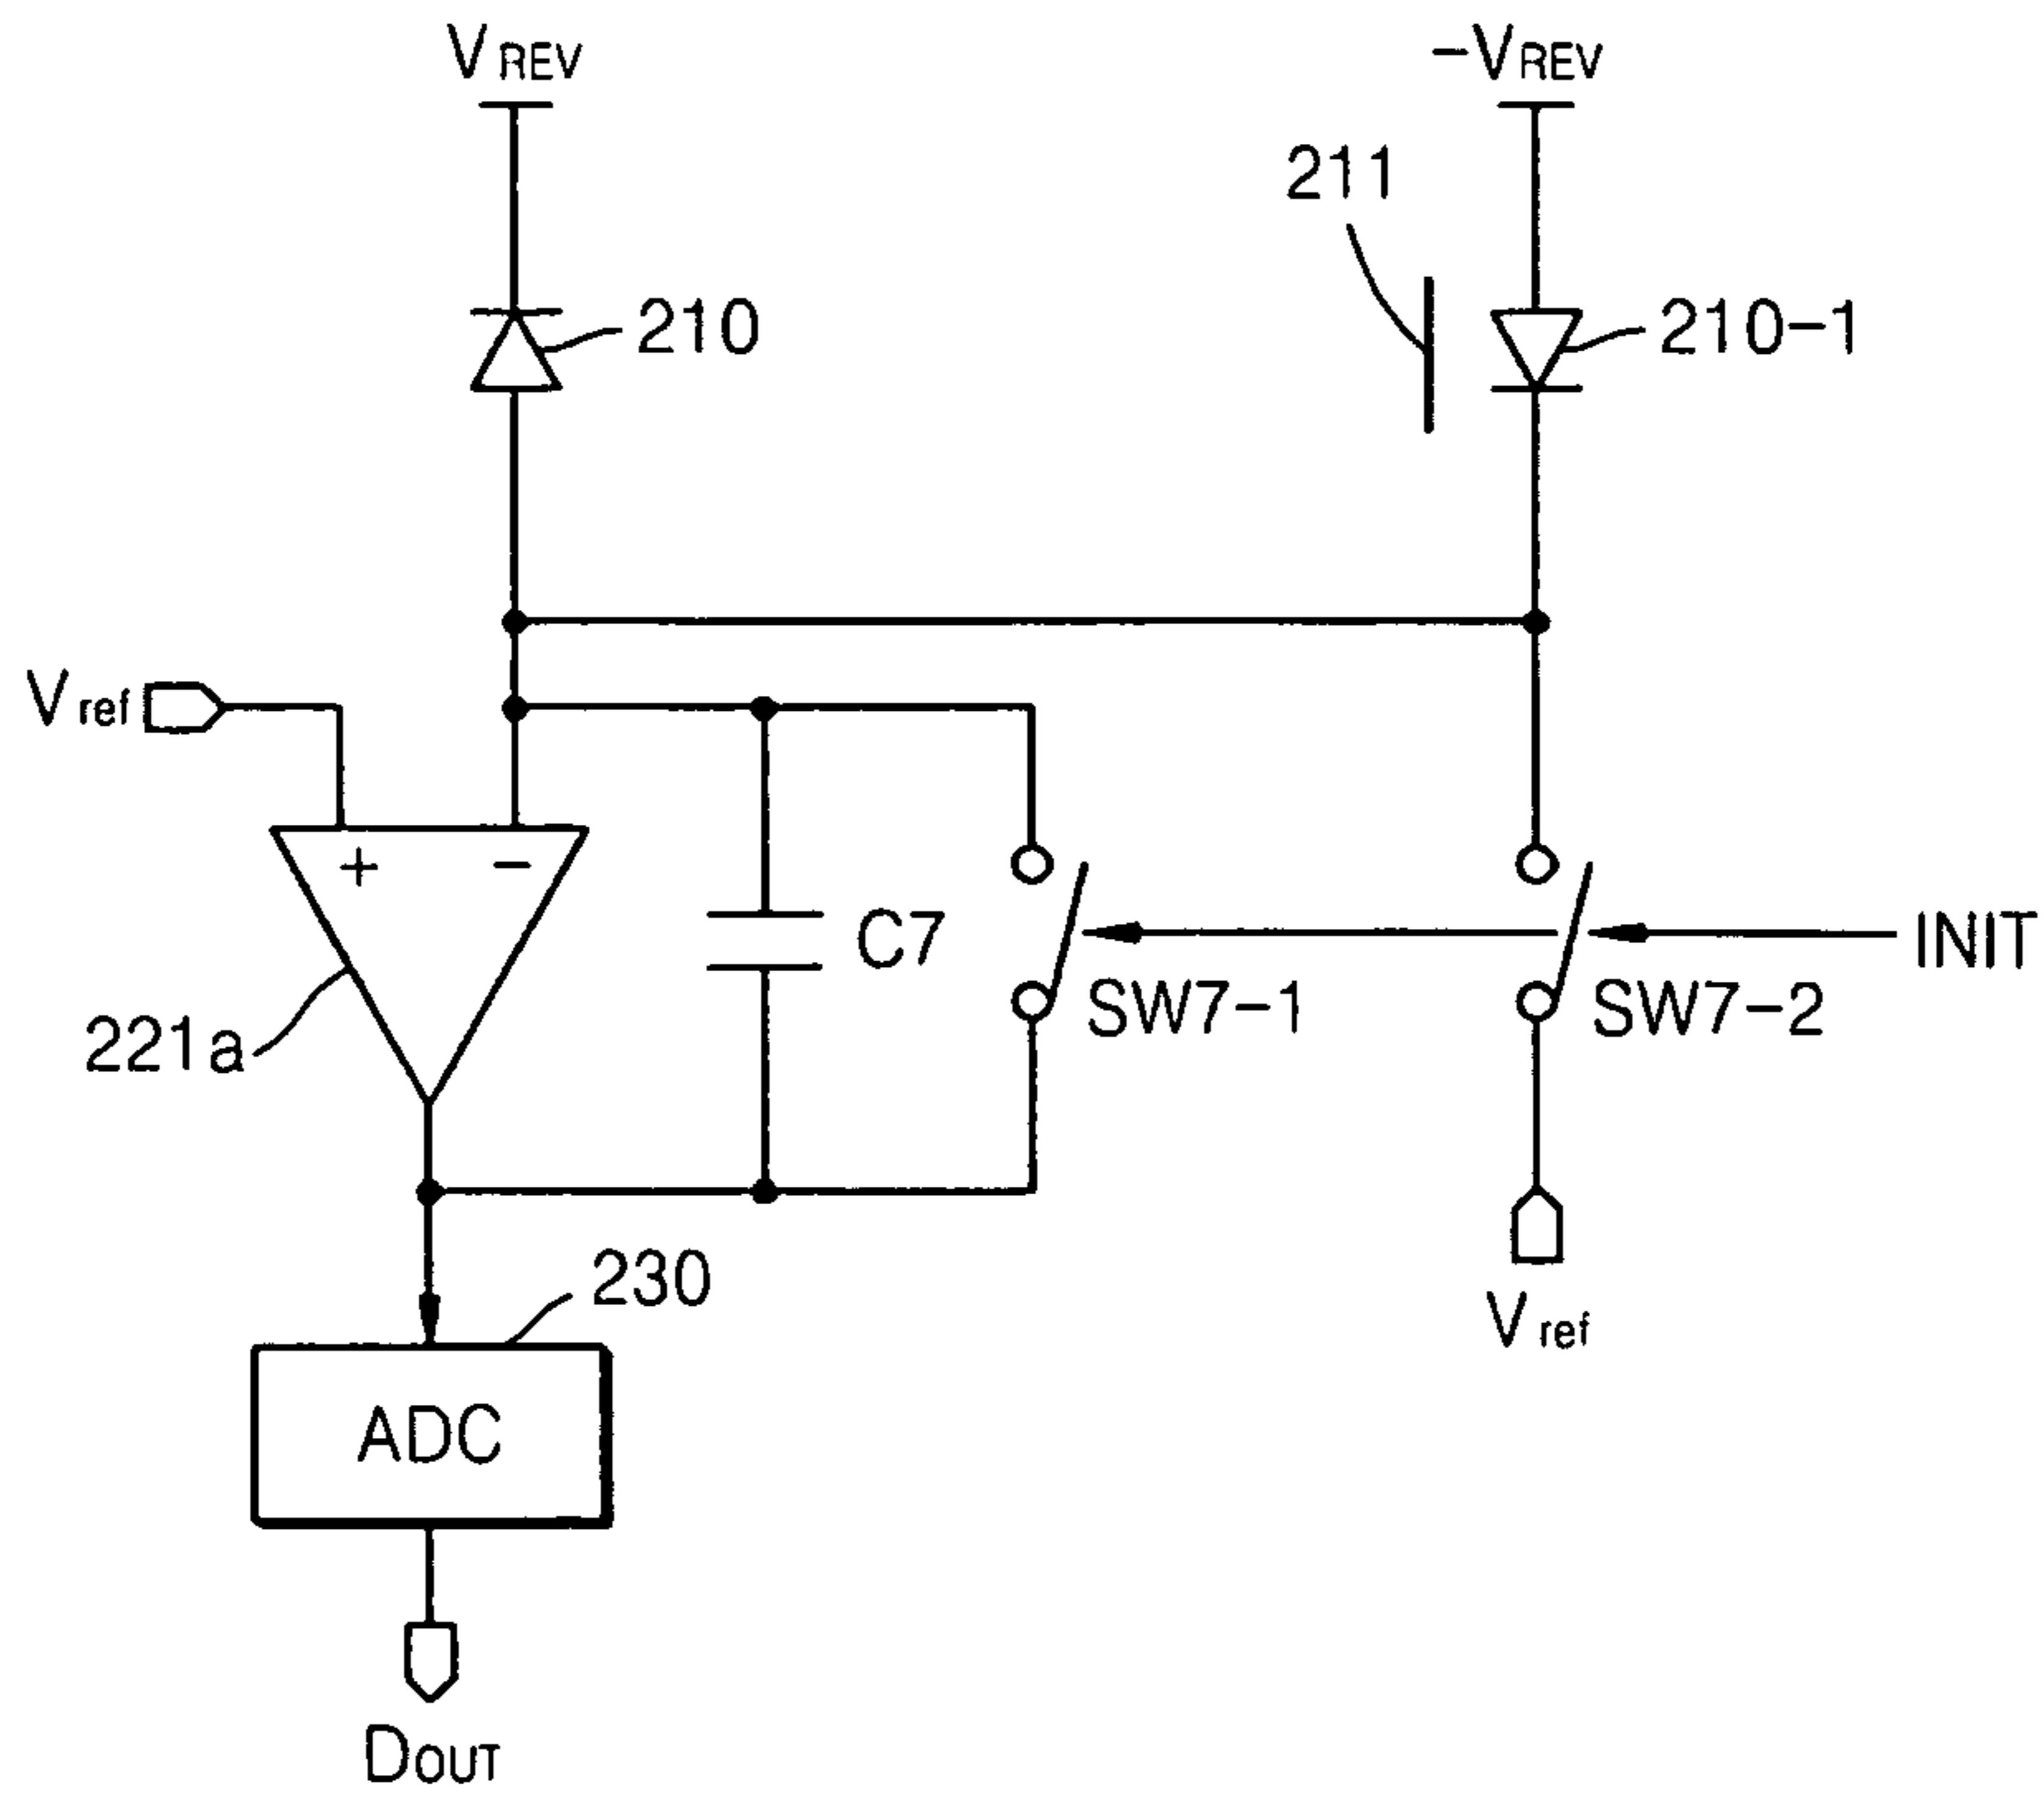 VREV
-VREV
211
210
210-1
Vref
+
-
C7
INIT
SW7-1
SW7-2
221a
230
Vref
ADC
DOUT